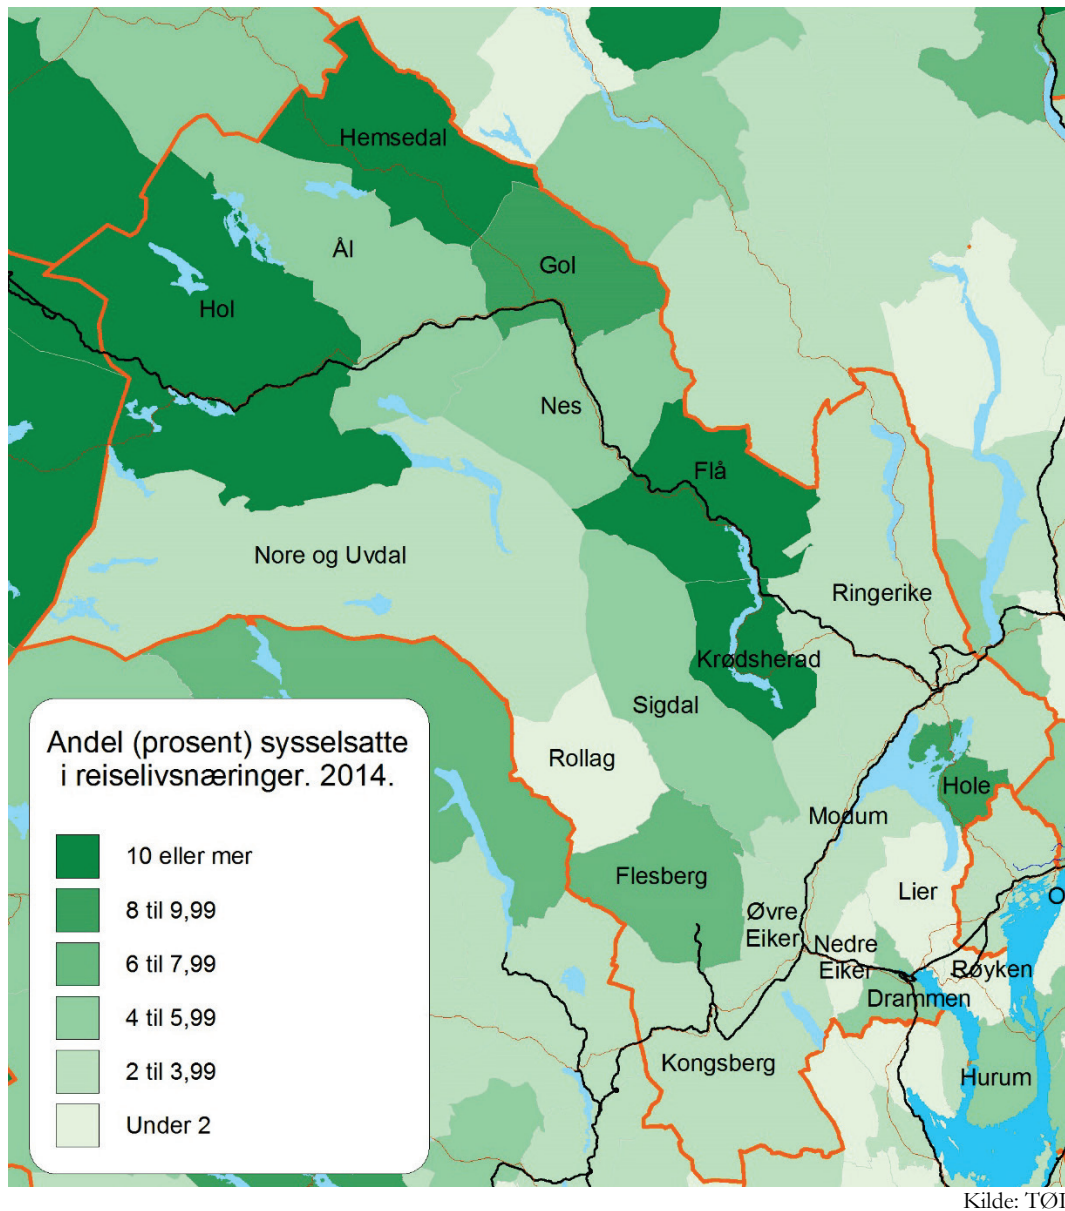 Hemsedal
Ål
Gol
Hol
Nes
Flå
Nore og Uvdal
Ringerike
Krødsherad
Sigdal
Rollag
Hole
Modum
Flesberg
Lier
Øvre
Eiker
Nedre
Eiker
Røyken
Drammen
Kongsberg
Hurum
O
Andel (prosent) sysselsatte
i reiselivsnæringer. 2014.
10 eller mer
8 til 9,99
6 til 7,99
4 til 5,99
2 til 3,99
Under 2
Kilde: TØI